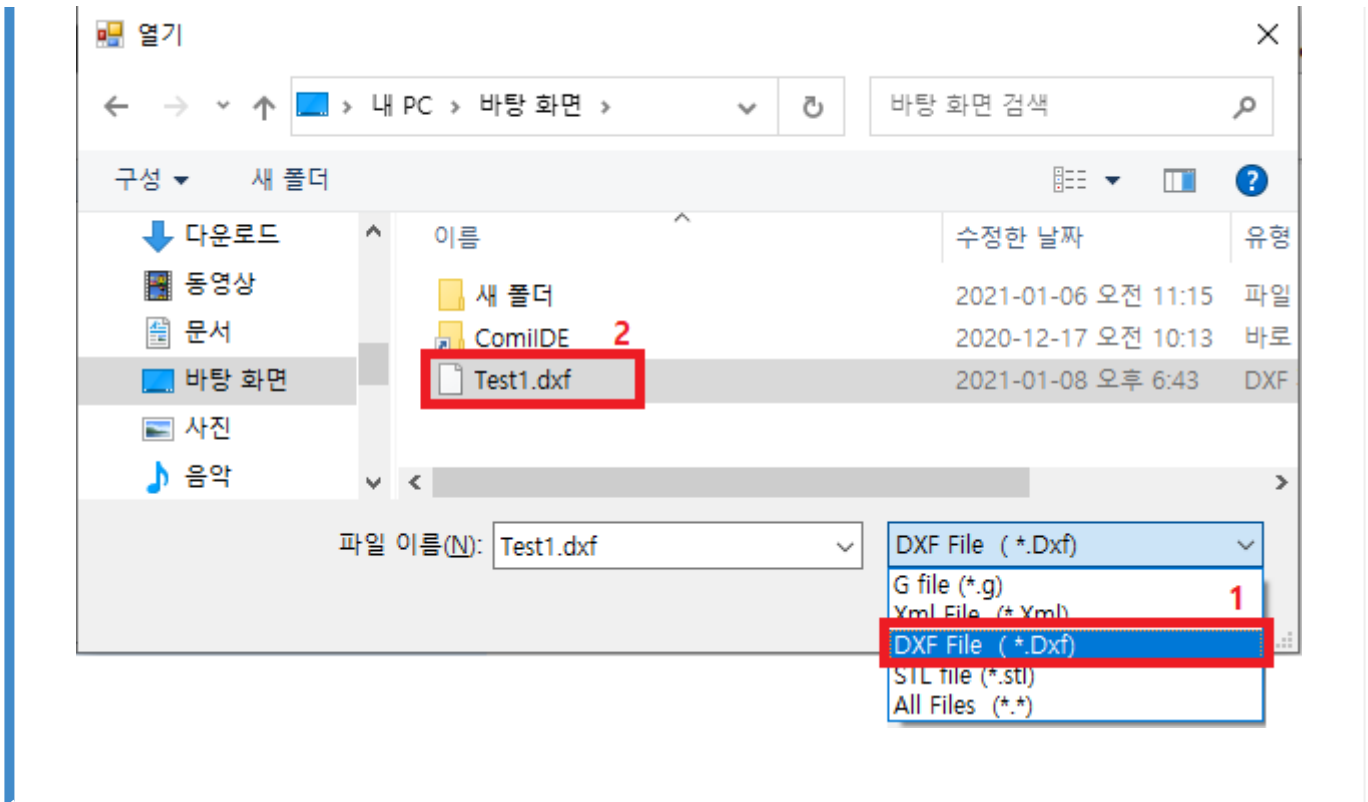 열기
내 PC > 바탕 화면 >
바탕 화면 검색
구성
새 폴더
다운로드
동영상
문서
바탕 화면
사진
음악
이름 수정한 날짜 유형
새 폴더 2021-01-06 오전 11:15 파일
ComiIDE 2 2020-12-17 오전 10:13 바로
Test1.dxf 2021-01-08 오후 6:43 DXF
파일 이름(N): Test1.dxf
DXF File ( *.Dxf)
G file (*.g)
Xml File (*.Xml)
1
DXF File ( *.Dxf)
STL file (*.stl)
All Files (*.*)